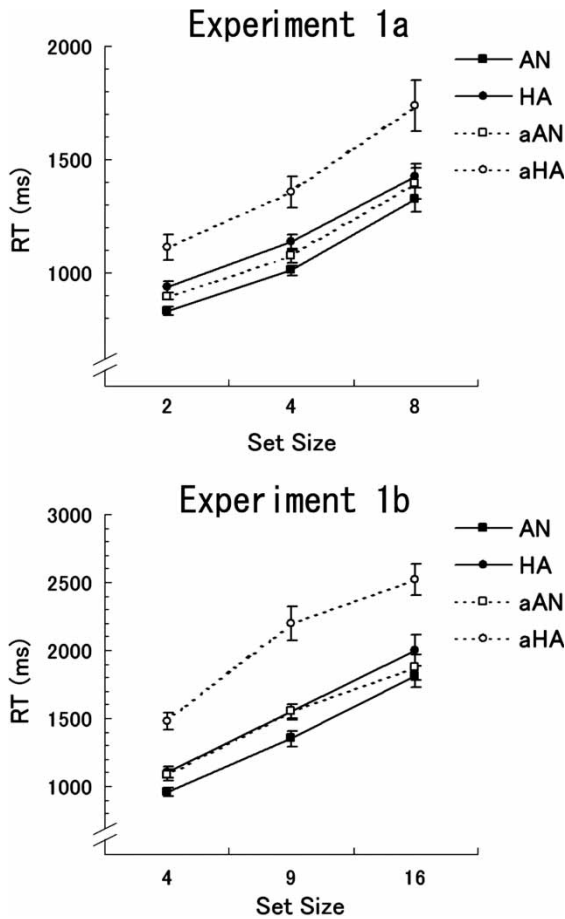 Experiment 1a
2000
1500
1000
RT (ms)
AN
HA
aAN
aHA
2 4 8
Set Size
Experiment 1b
3000
2500
2000
1500
1000
RT (ms)
AN
HA
aAN
aHA
4 9 16
Set Size